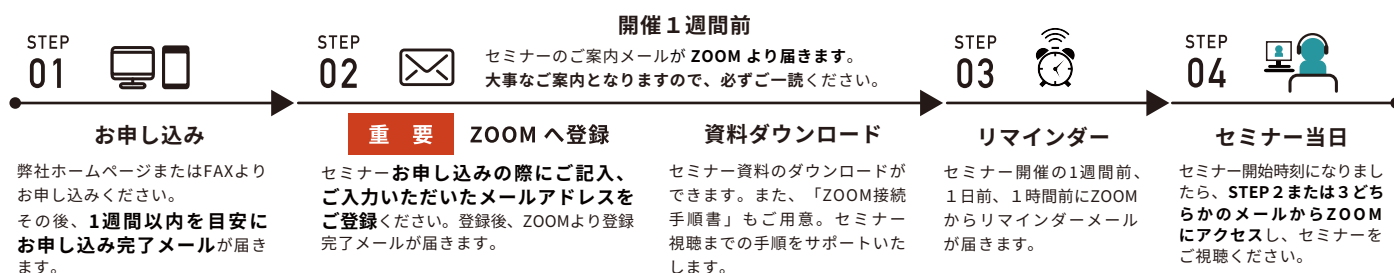 STEP
01
お申し込み
弊社ホームページまたはFAXより
お申し込みください。
その後、1週間以内を目安に
お申し込み完了メールが届き
ます。
STEP
02
開催１週間前
セミナーのご案内メールが ZOOM より届きます。
大事なご案内となりますので、必ずご一読ください。
重　要
ZOOM へ登録
セミナーお申し込みの際にご記入、
ご入力いただいたメールアドレスを
ご登録ください。登録後、ZOOMより登録
完了メールが届きます。
資料ダウンロード
セミナー資料のダウンロードが
できます。また、「ZOOM接続
手順書」もご用意。セミナー
視聴までの手順をサポートいた
します。
STEP
03
リマインダー
セミナー開催の1週間前、
１日前、１時間前にZOOM
からリマインダーメール
が届きます。
STEP
04
セミナー当日
セミナー開始時刻になりまし
たら、STEP２または３どち
らかのメールからZOOM
にアクセスし、セミナーを
ご視聴ください。